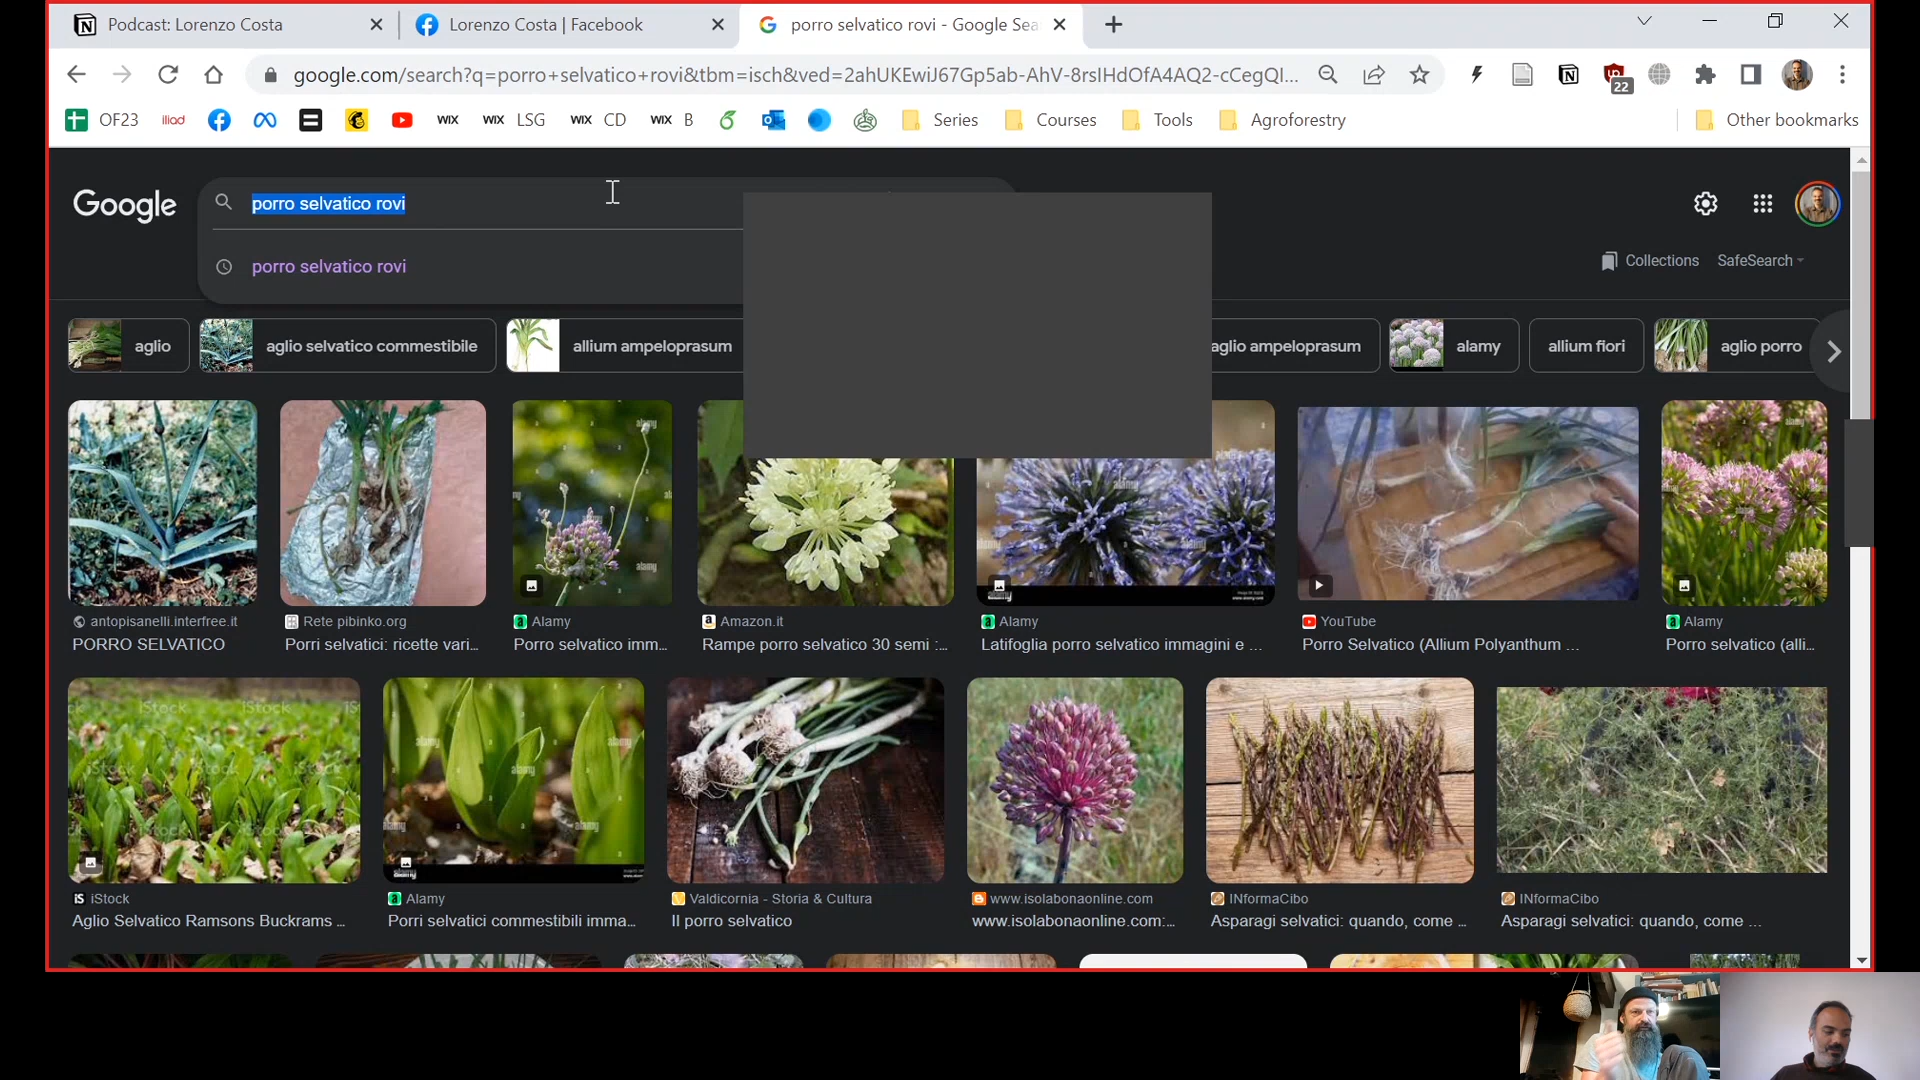 Podcast: Lorenzo Costa
Lorenzo Costa | Facebook
porro selvatico rovi - Google Sea
google.com/search?q=porro+selvatico+rovi&tbm=isch&ved=2ahUKEwiJ67Gp5ab-AhV-8rsIHdOfA4AQ2-cCegQI...
22
OF23
iliad
WIX
WIX LSG
WIX CD
WIX B
Series
Courses
Tools
Agroforestry
Other bookmarks
Google
porro selvatico rovi
porro selvatico rovi
Collections
SafeSearch
aglio
aglio selvatico commestibile
allium ampeloprasum
aglio ampeloprasum
alamy
allium fiori
aglio porro
antopisanelli.interfree.it
PORRO SELVATICO
Rete pibinko.org
Porri selvatici: ricette vari...
Alamy
Porro selvatico imm...
Amazon.it
Rampe porro selvatico 30 semi :...
Alamy
Latifoglia porro selvatico immagini e ...
YouTube
Porro Selvatico (Allium Polyanthum ...
Alamy
Porro selvatico (alli...
iStock
Aglio Selvatico Ramsons Buckrams ...
Alamy
Porri selvatici commestibili imma...
Valdicornia - Storia & Cultura
Il porro selvatico
www.isolabonaonline.com
www.isolabonaonline.com:...
INformaCibo
Asparagi selvatici: quando, come ...
INformaCibo
Asparagi selvatici: quando, come ...